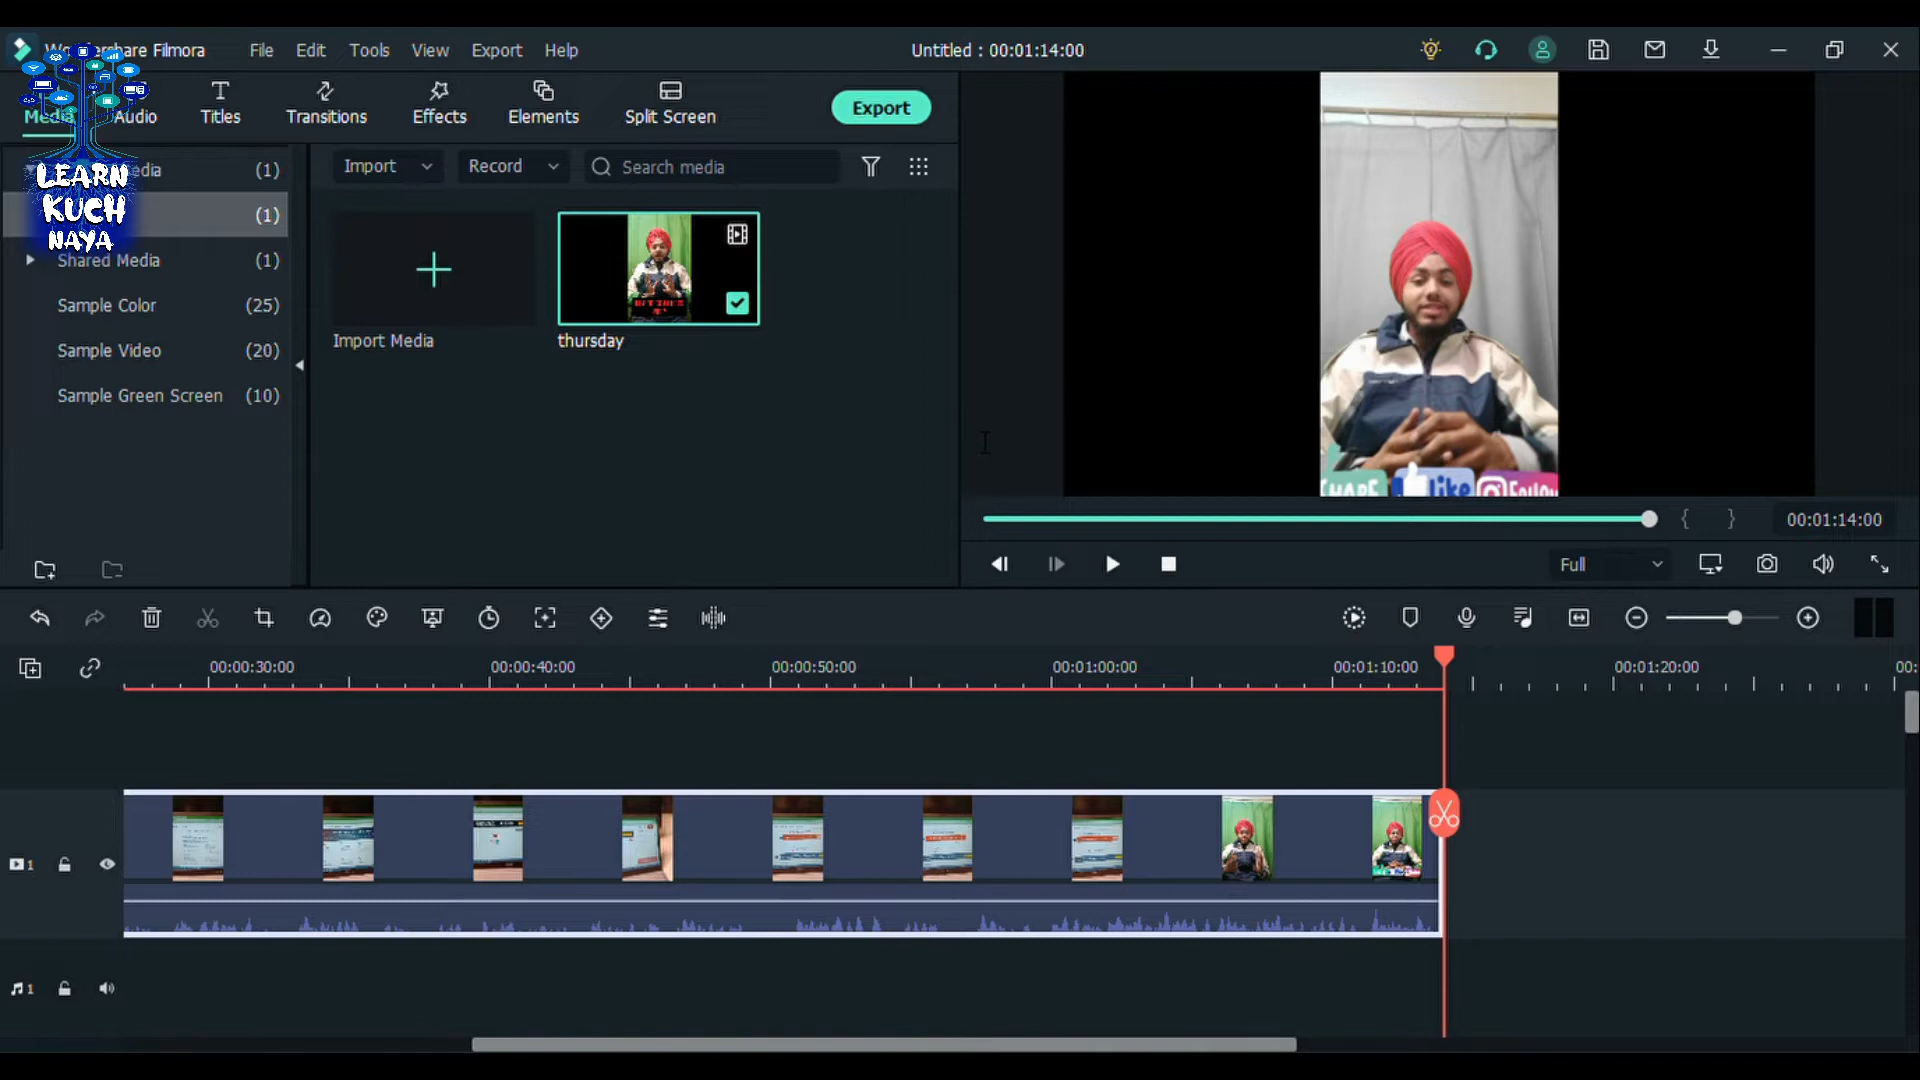 Wondershare Filmora
File
Edit
Tools
View
Export
Help
Untitled : 00:01:14:00
Media
Audio
Titles
Transitions
Effects
Elements
Split Screen
Export
LEARN
KUCH
NAYA
(1)
(1)
Shared Media (1)
Sample Color (25)
Sample Video (20)
Sample Green Screen (10)
Import
Record
Search media
Import Media
thursday
SHARE
like
Follow
00:01:14:00
Full
00:00:30:00
00:00:40:00
00:00:50:00
00:01:00:00
00:01:10:00
00:01:20:00
00:
1
1